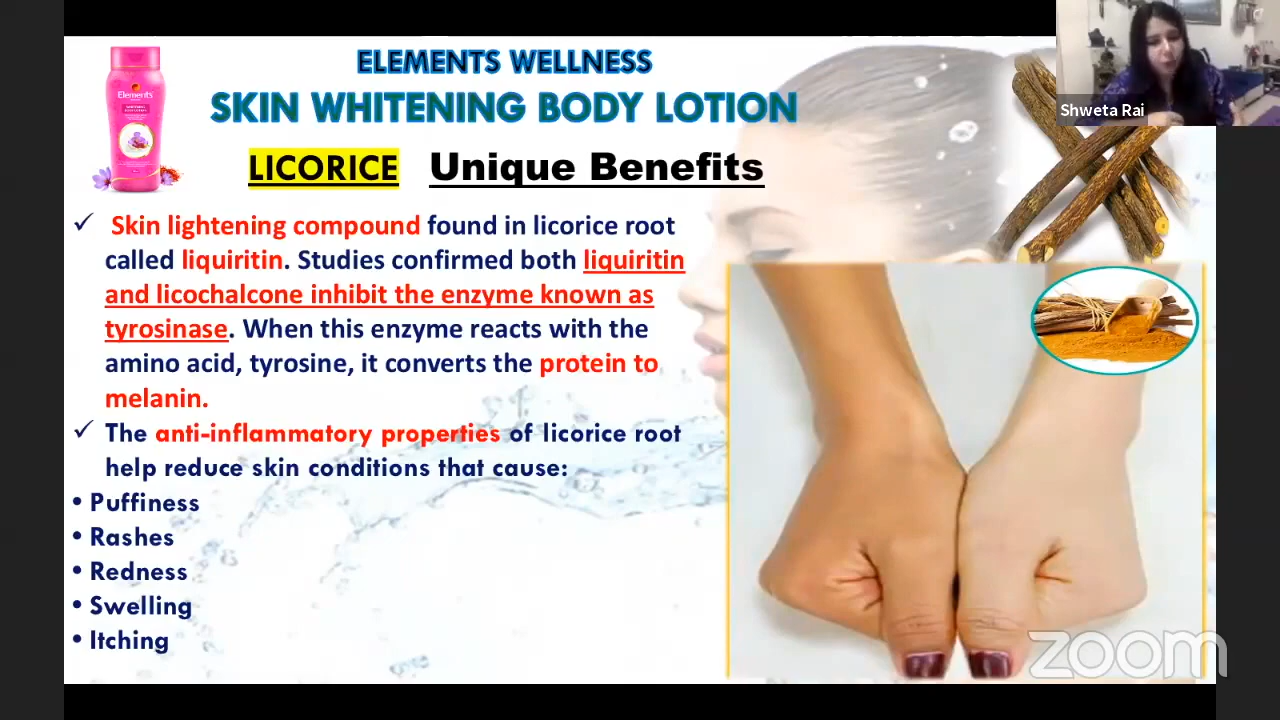 ELEMENTS WELLNESS
SKIN WHITENING BODY LOTION
LICORICE Unique Benefits
Elements
Shweta Rai
✓ Skin lightening compound found in licorice root
called liquiritin. Studies confirmed both liquiritin
and licochalcone inhibit the enzyme known as
tyrosinase. When this enzyme reacts with the
amino acid, tyrosine, it converts the protein to
melanin.
✓ The anti-inflammatory properties of licorice root
help reduce skin conditions that cause:
• Puffiness
• Rashes
• Redness
• Swelling
• Itching
zoom